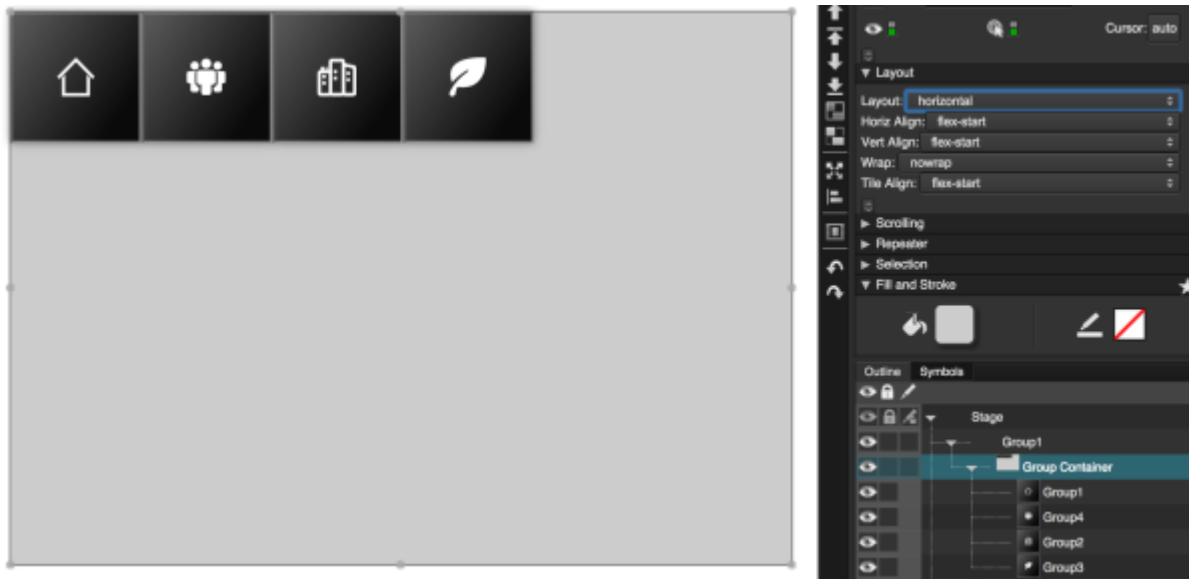 Cursor: auto
Layout
Layout: horizontal
Horiz Align: flex-start
Vert Align: flex-start
Wrap: nowrap
Tile Align: flex-start
Scrolling
Repeater
Selection
Fill and Stroke
Outline Symbols
Stage
Group1
Group Container
Group1
Group4
Group2
Group3